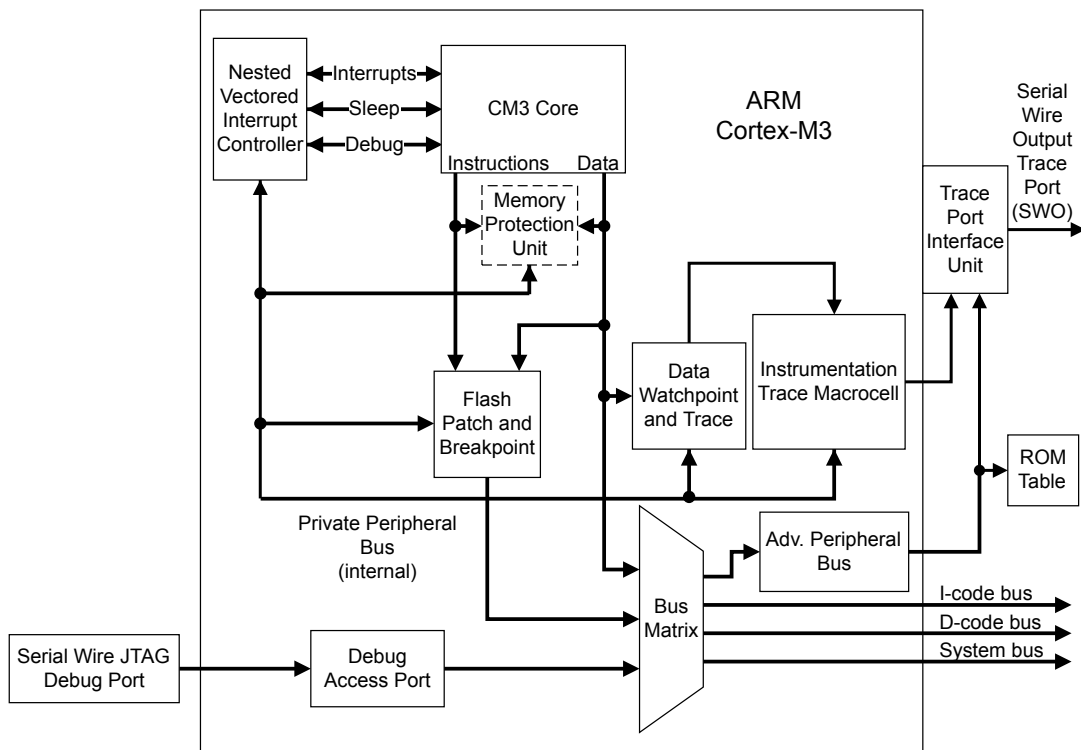 Nested
Vectored
Interrupt
Controller
Interrupts
Sleep
Debug
CM3 Core
Instructions
Data
ARM
Cortex-M3
Serial
Wire
Output
Trace
Port
(SWO)
Memory
Protection
Unit
Trace
Port
Interface
Unit
Flash
Patch and
Breakpoint
Data
Watchpoint
and Trace
Instrumentation
Trace Macrocell
ROM
Table
Private Peripheral
Bus
(internal)
Adv. Peripheral
Bus
Bus
Matrix
I-code bus
D-code bus
System bus
Serial Wire JTAG
Debug Port
Debug
Access Port